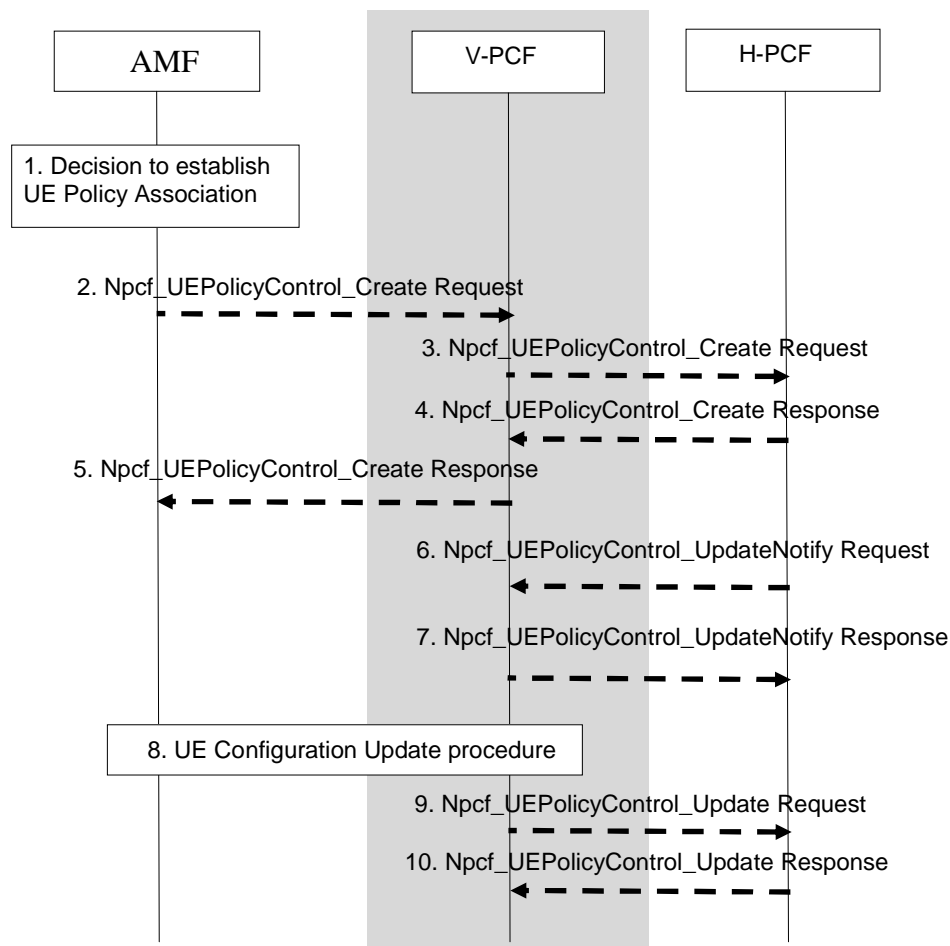 AMF
V-PCF
H-PCF
1. Decision to establish
UE Policy Association
2. Npcf_UEPolicyControl_Create Request
3. Npcf_UEPolicyControl_Create Request
4. Npcf_UEPolicyControl_Create Response
5. Npcf_UEPolicyControl_Create Response
6. Npcf_UEPolicyControl_UpdateNotify Request
7. Npcf_UEPolicyControl_UpdateNotify Response
8. UE Configuration Update procedure
9. Npcf_UEPolicyControl_Update Request
10. Npcf_UEPolicyControl_Update Response